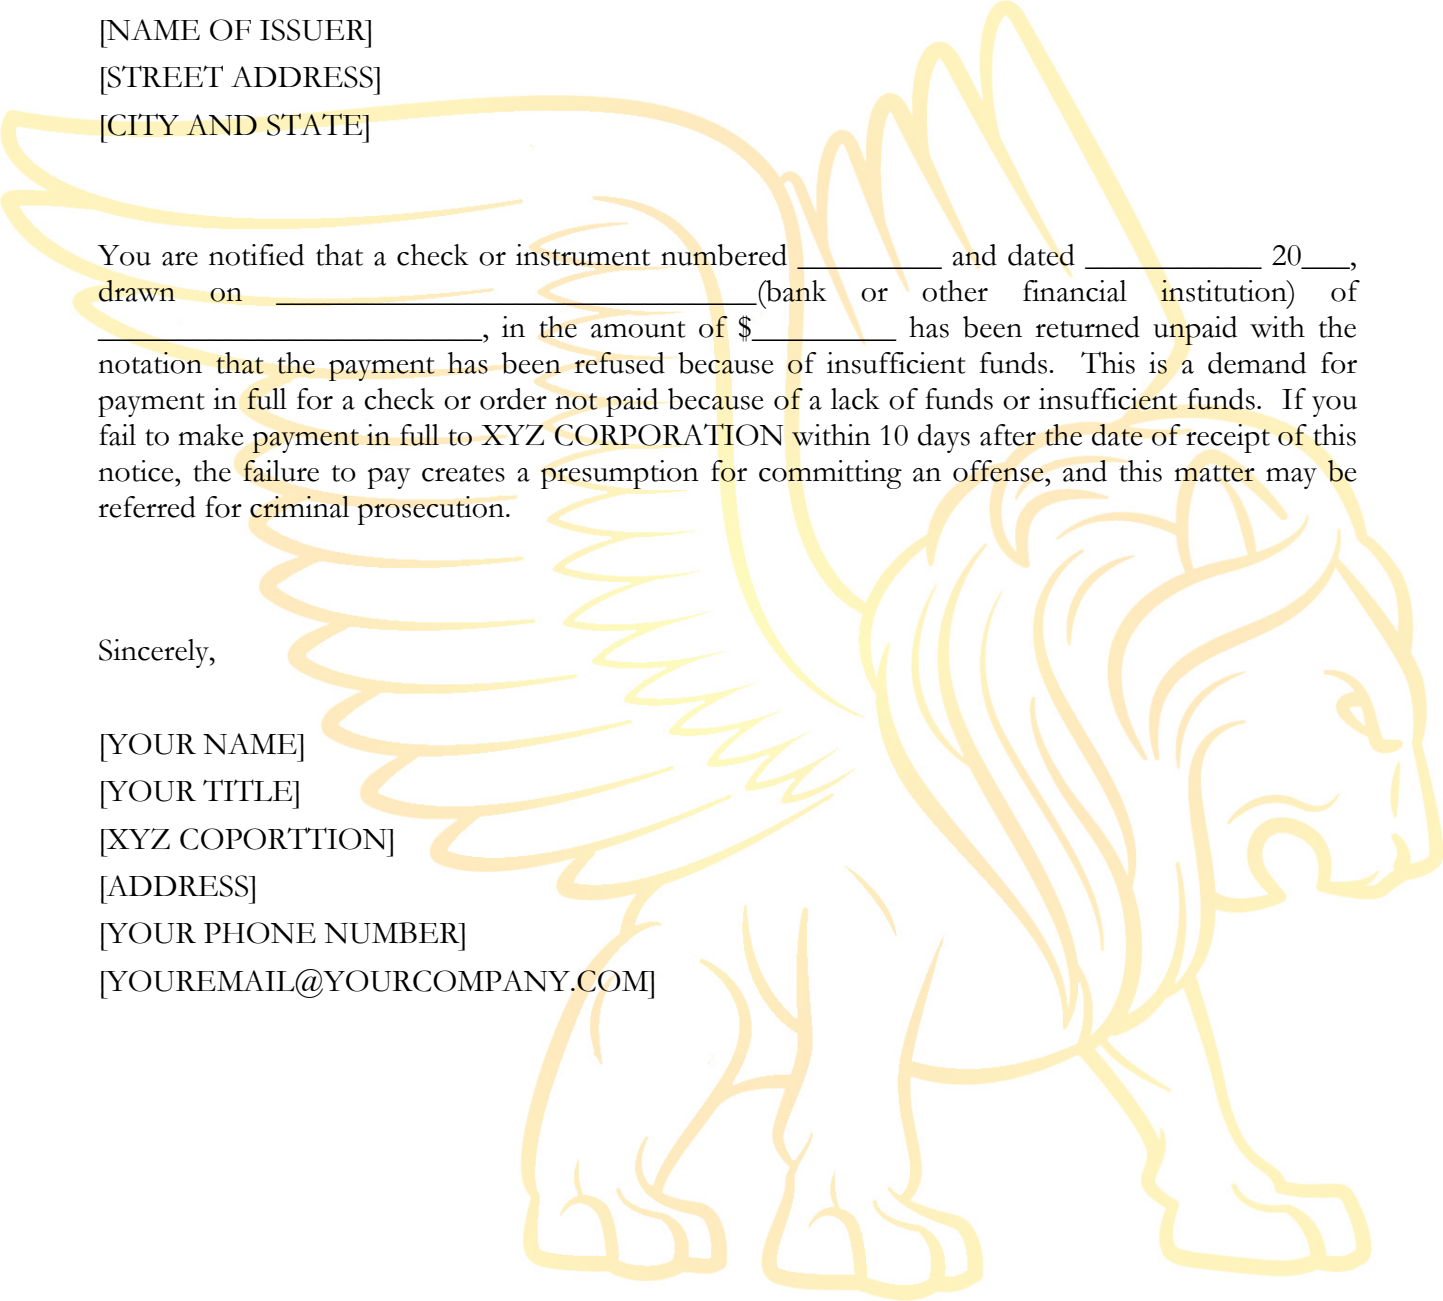 [NAME OF ISSUER]
[STREET ADDRESS]
[CITY AND STATE]
You are notified that a check or instrument numbered _________ and dated ___________ 20___,
drawn on ______________________________(bank or other financial institution) of
________________________, in the amount of $_________ has been returned unpaid with the
notation that the payment has been refused because of insufficient funds. This is a demand for
payment in full for a check or order not paid because of a lack of funds or insufficient funds. If you
fail to make payment in full to XYZ CORPORATION within 10 days after the date of receipt of this
notice, the failure to pay creates a presumption for committing an offense, and this matter may be
referred for criminal prosecution.
Sincerely,
[YOUR NAME]
[YOUR TITLE]
[XYZ COPORTTION]
[ADDRESS]
[YOUR PHONE NUMBER]
[YOUREMAIL@YOURCOMPANY.COM]